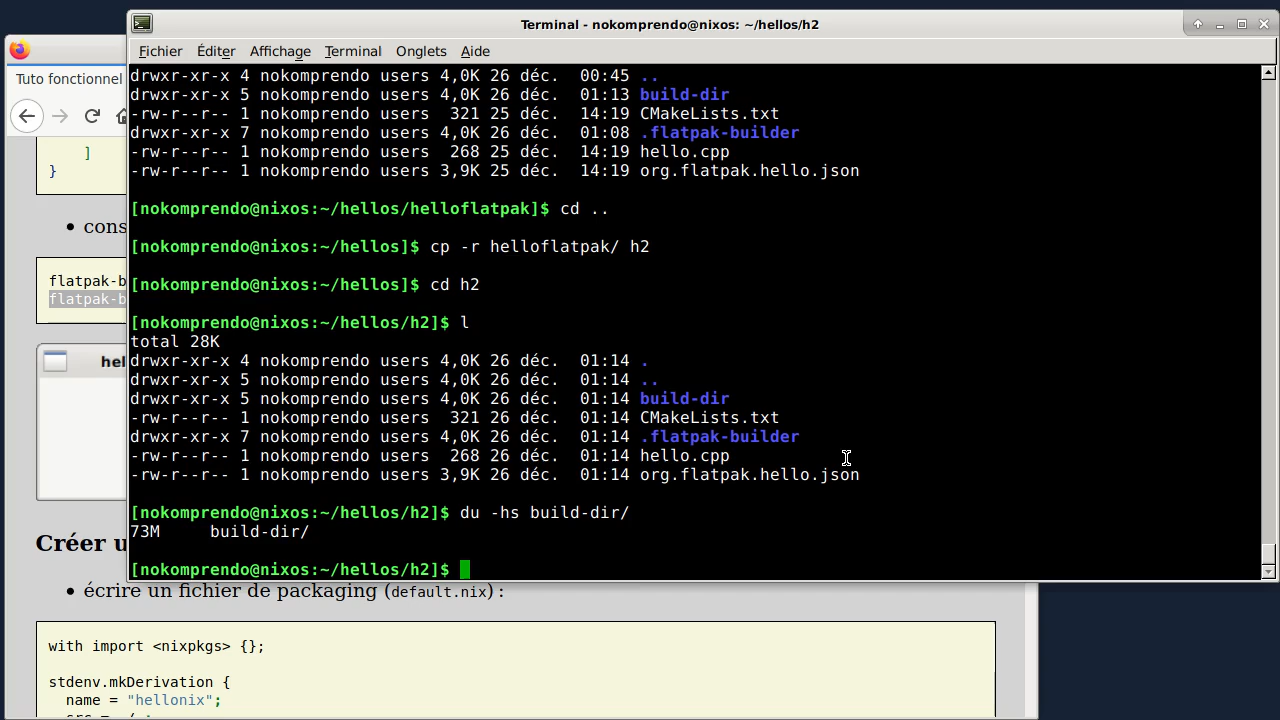 Terminal - nokomprendo@nixos: ~/hellos/h2
Fichier Éditer Affichage Terminal Onglets Aide
drwxr-xr-x 4 nokomprendo users 4,0K 26 déc.  00:45 ..
drwxr-xr-x 5 nokomprendo users 4,0K 26 déc.  01:13 build-dir
-rw-r--r-- 1 nokomprendo users  321 25 déc.  14:19 CMakeLists.txt
drwxr-xr-x 7 nokomprendo users 4,0K 26 déc.  01:08 .flatpak-builder
-rw-r--r-- 1 nokomprendo users  268 25 déc.  14:19 hello.cpp
-rw-r--r-- 1 nokomprendo users 3,9K 25 déc.  14:19 org.flatpak.hello.json
[nokomprendo@nixos:~/hellos/helloflatpak]$ cd ..
[nokomprendo@nixos:~/hellos]$ cp -r helloflatpak/ h2
[nokomprendo@nixos:~/hellos]$ cd h2
[nokomprendo@nixos:~/hellos/h2]$ l
total 28K
drwxr-xr-x 4 nokomprendo users 4,0K 26 déc.  01:14 .
drwxr-xr-x 5 nokomprendo users 4,0K 26 déc.  01:14 ..
drwxr-xr-x 5 nokomprendo users 4,0K 26 déc.  01:14 build-dir
-rw-r--r-- 1 nokomprendo users  321 26 déc.  01:14 CMakeLists.txt
drwxr-xr-x 7 nokomprendo users 4,0K 26 déc.  01:14 .flatpak-builder
-rw-r--r-- 1 nokomprendo users  268 26 déc.  01:14 hello.cpp
-rw-r--r-- 1 nokomprendo users 3,9K 26 déc.  01:14 org.flatpak.hello.json
[nokomprendo@nixos:~/hellos/h2]$ du -hs build-dir/
73M     build-dir/
[nokomprendo@nixos:~/hellos/h2]$
Tuto fonctionnel
]
}
• cons
flatpak-b
flatpak-b
hel
Créer u
• écrire un fichier de packaging (default.nix) :
with import <nixpkgs> {};
stdenv.mkDerivation {
name = "hellonix";